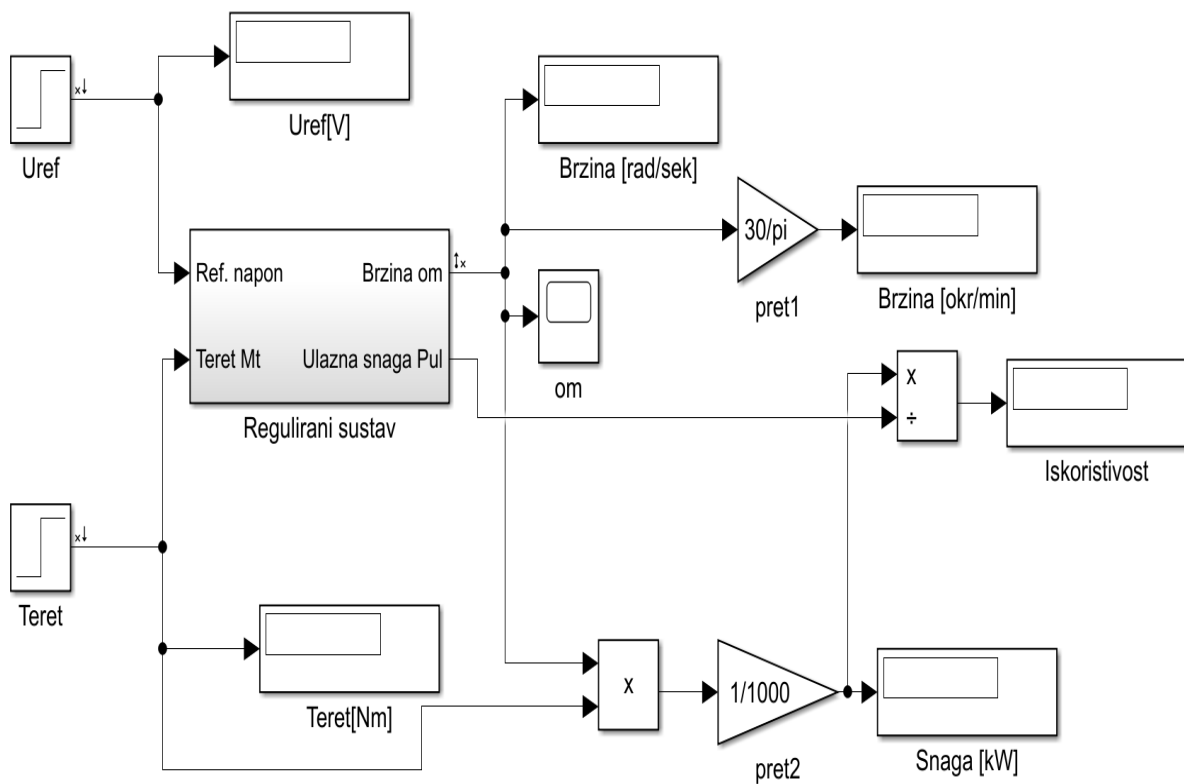 Uref[V]
Uref
Brzina [rad/sek]
30/pi
pret1
Brzina [okr/min]
Ref. napon
Brzina om
Teret Mt
Ulazna snaga Pul
Regulirani sustav
om
x
÷
Iskoristivost
Teret
Teret[Nm]
x
1/1000
pret2
Snaga [kW]